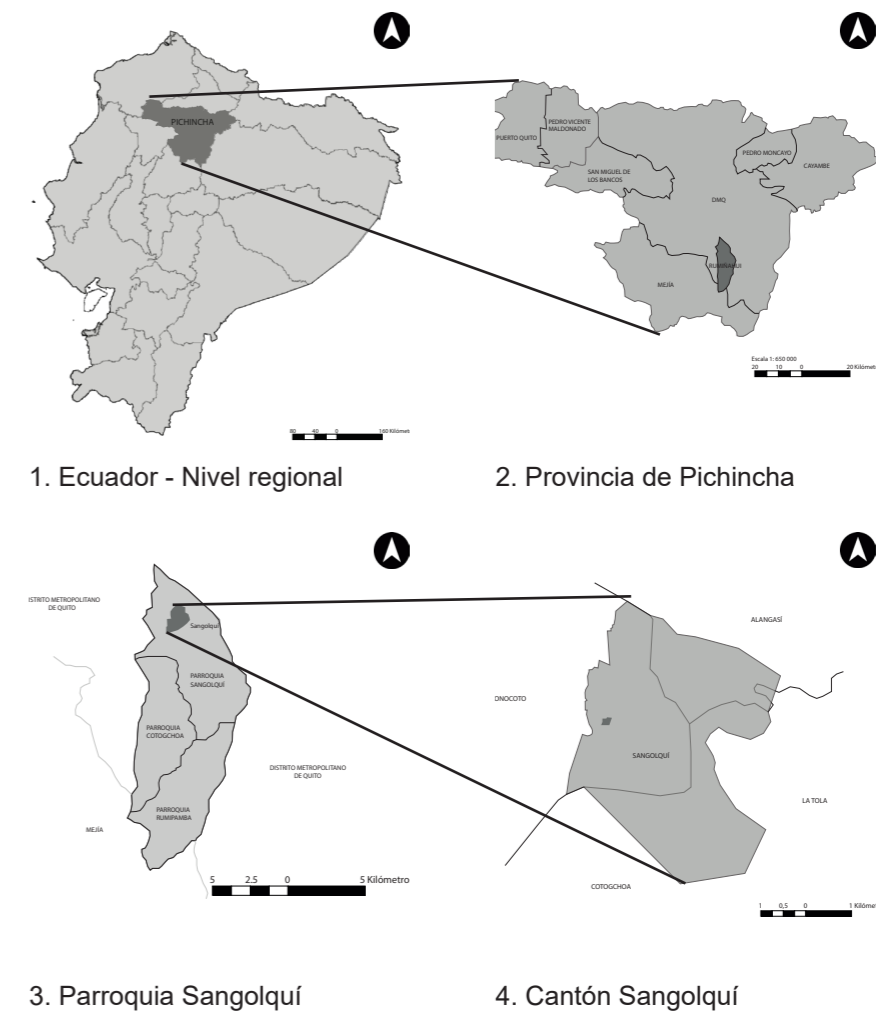 PICHINCHA
80 40 0 160 Kilómet
1. Ecuador - Nivel regional
PUERTO QUITO
PEDRO VICENTE
MALDONADO
SAN MIGUEL DE
LOS BANCOS
PEDRO MONCAYO
CAYAMBE
DMQ
RUMIÑAHUI
MEJÍA
Escala 1: 650 000
20 10 0 20 Kilómet
2. Provincia de Pichincha
ISTRITO METROPOLITANO
DE QUITO
Sangolquí
PARROQUIA
SANGOLQUÍ
PARROQUIA
COTOGCHOA
DISTRITO METROPOLITANO
DE QUITO
PARROQUIA
RUMIPAMBA
MEJÍA
5 2.5 0 5 Kilómetro
3. Parroquia Sangolquí
ALANGASÍ
ONOCOTO
SANGOLQUÍ
LA TOLA
COTOGCHOA
1 0,5 0 1 Kilóme
4. Cantón Sangolquí